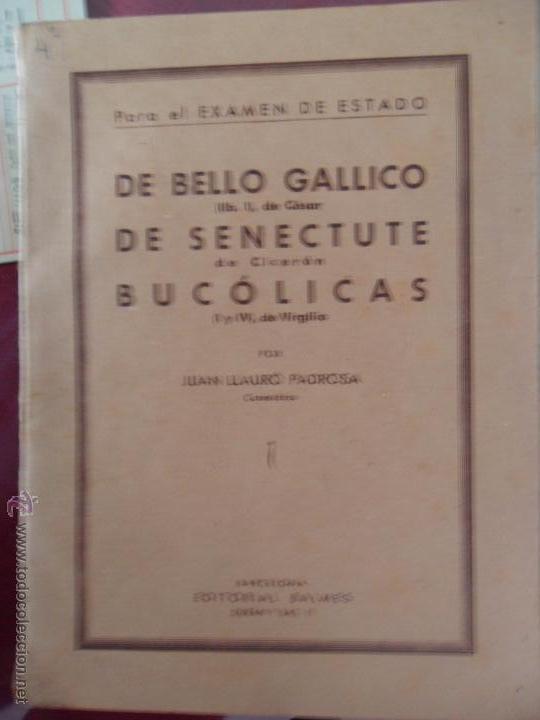 Para el EXAMEN DE ESTADO
DE BELLO GALLICO
(lib. I), de César
DE SENECTUTE
de Cicerón
BUCÓLICAS
(I y IV), de Virgilio
POR
JUAN LLAURÓ PADROSA
Catedrático
BARCELONA
EDITORIAL BALMES
www.todocoleccion.net